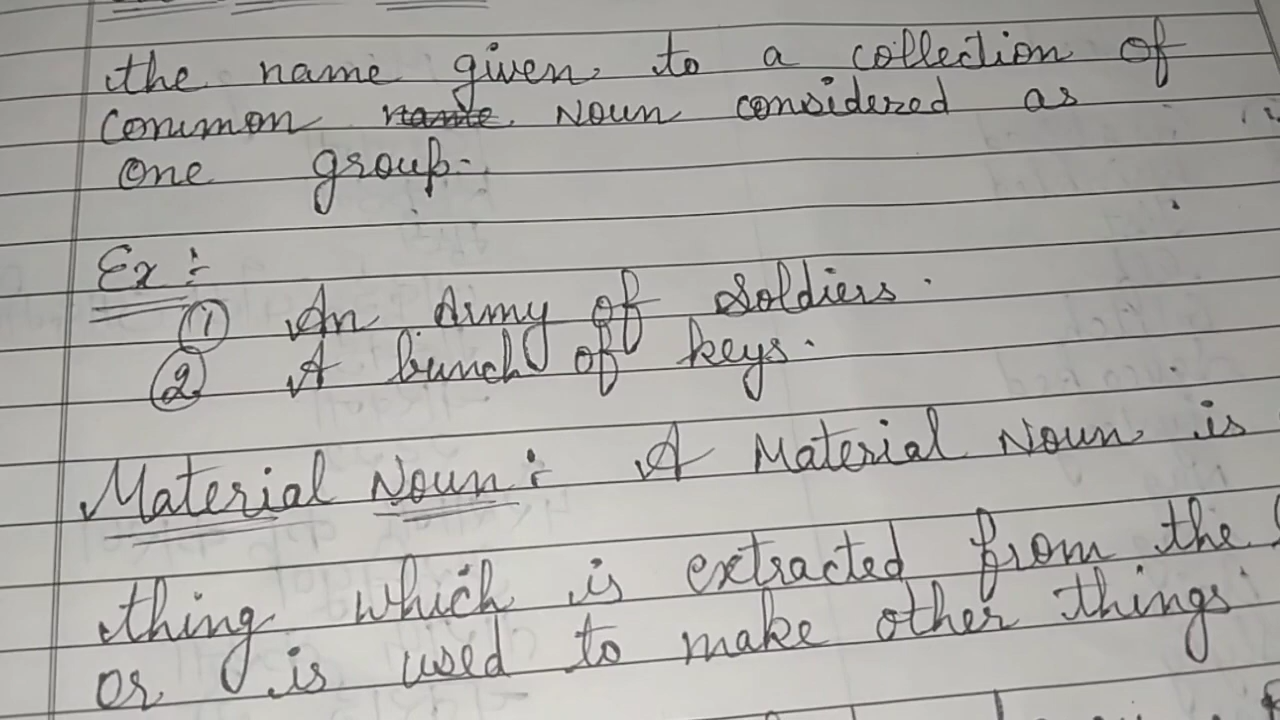 the name given to a collection of
common name Noun considered as
one group.
Ex :-
① An Army of Soldiers.
② A bunch of keys.
Material Noun :- A Material Noun is
thing which is extracted from the
or is used to make other things